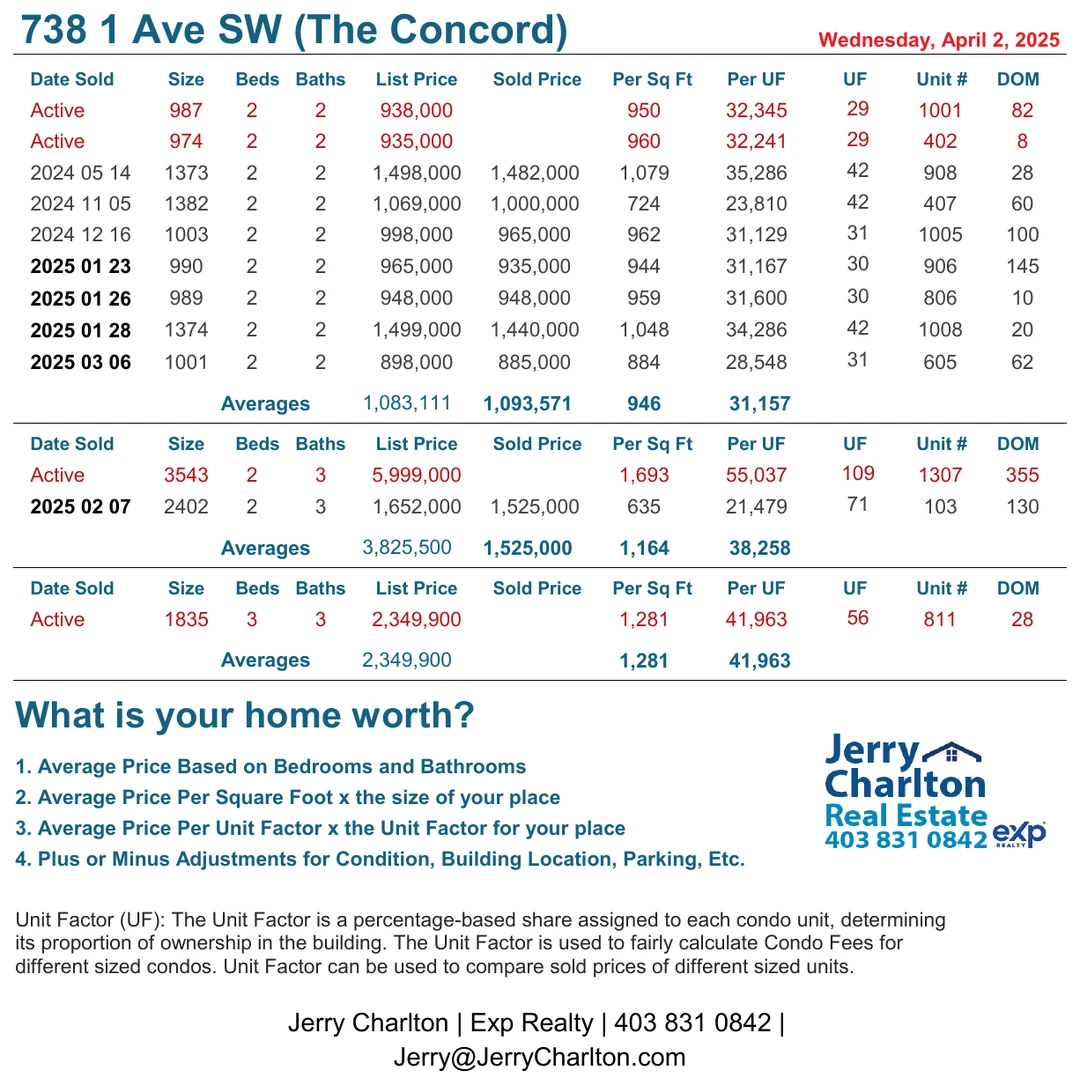 738 1 Ave SW (The Concord)
Wednesday, April 2, 2025
Date Sold Size Beds Baths List Price Sold Price Per Sq Ft Per UF UF Unit # DOM
Active 987 2 2 938,000 950 32,345 29 1001 82
Active 974 2 2 935,000 960 32,241 29 402 8
2024 05 14 1373 2 2 1,498,000 1,482,000 1,079 35,286 42 908 28
2024 11 05 1382 2 2 1,069,000 1,000,000 724 23,810 42 407 60
2024 12 16 1003 2 2 998,000 965,000 962 31,129 31 1005 100
2025 01 23 990 2 2 965,000 935,000 944 31,167 30 906 145
2025 01 26 989 2 2 948,000 948,000 959 31,600 30 806 10
2025 01 28 1374 2 2 1,499,000 1,440,000 1,048 34,286 42 1008 20
2025 03 06 1001 2 2 898,000 885,000 884 28,548 31 605 62
Averages 1,083,111 1,093,571 946 31,157
Date Sold Size Beds Baths List Price Sold Price Per Sq Ft Per UF UF Unit # DOM
Active 3543 2 3 5,999,000 1,693 55,037 109 1307 355
2025 02 07 2402 2 3 1,652,000 1,525,000 635 21,479 71 103 130
Averages 3,825,500 1,525,000 1,164 38,258
Date Sold Size Beds Baths List Price Sold Price Per Sq Ft Per UF UF Unit # DOM
Active 1835 3 3 2,349,900 1,281 41,963 56 811 28
Averages 2,349,900 1,281 41,963
What is your home worth?
1. Average Price Based on Bedrooms and Bathrooms
2. Average Price Per Square Foot x the size of your place
3. Average Price Per Unit Factor x the Unit Factor for your place
4. Plus or Minus Adjustments for Condition, Building Location, Parking, Etc.
Jerry
Charlton
Real Estate
403 831 0842
exp
REALTY
Unit Factor (UF): The Unit Factor is a percentage-based share assigned to each condo unit, determining
its proportion of ownership in the building. The Unit Factor is used to fairly calculate Condo Fees for
different sized condos. Unit Factor can be used to compare sold prices of different sized units.
Jerry Charlton | Exp Realty | 403 831 0842 |
Jerry@JerryCharlton.com